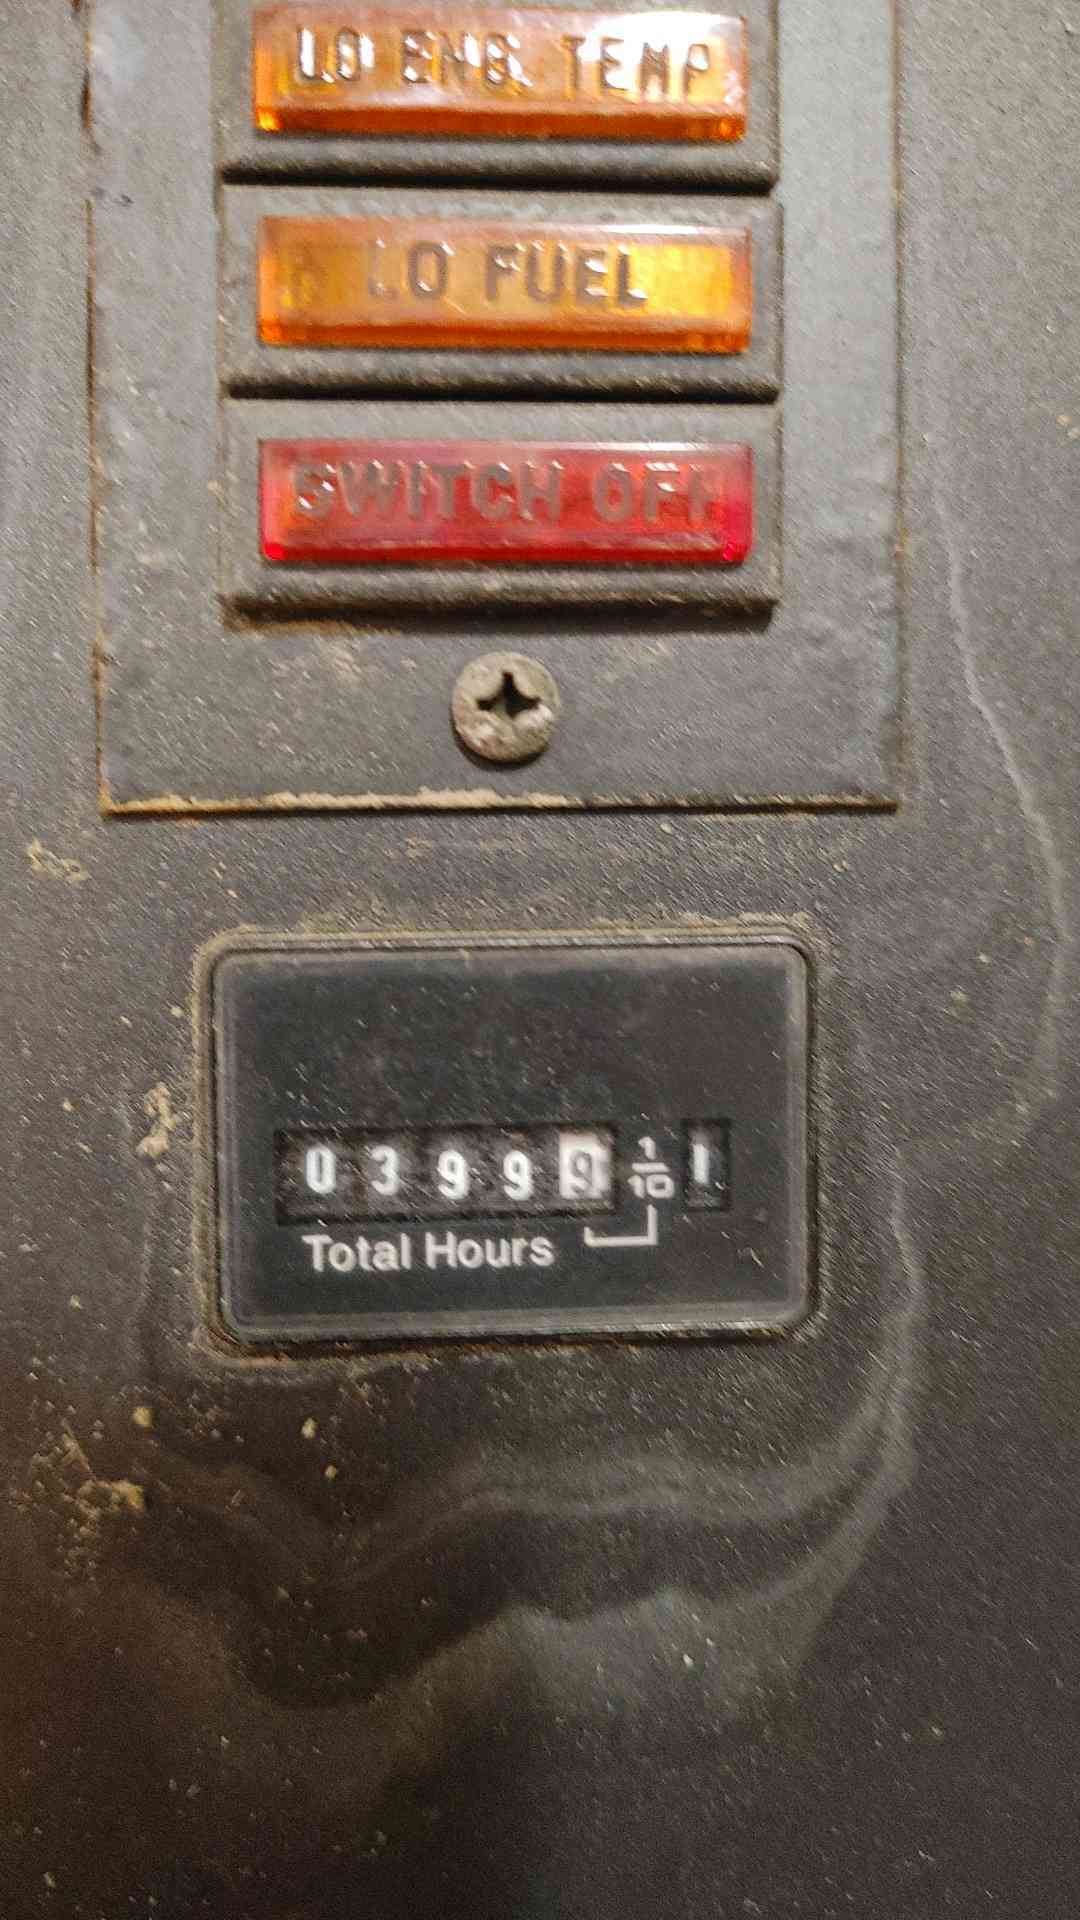 LO ENG. TEMP
LO FUEL
SWITCH OFF
0 3 9 9 9 1/10 1
Total Hours